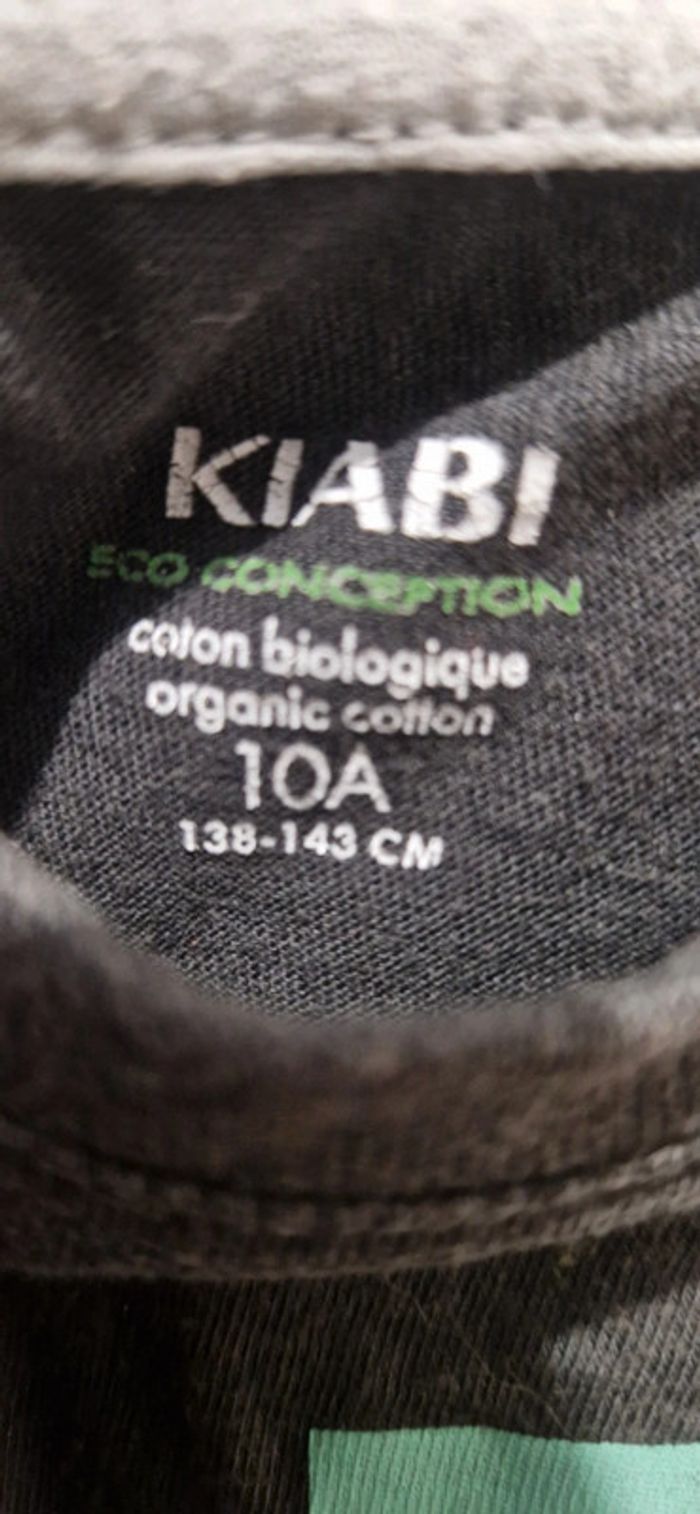 KIABI
ECO CONCEPTION
coton biologique
organic cotton
10A
138-143 CM